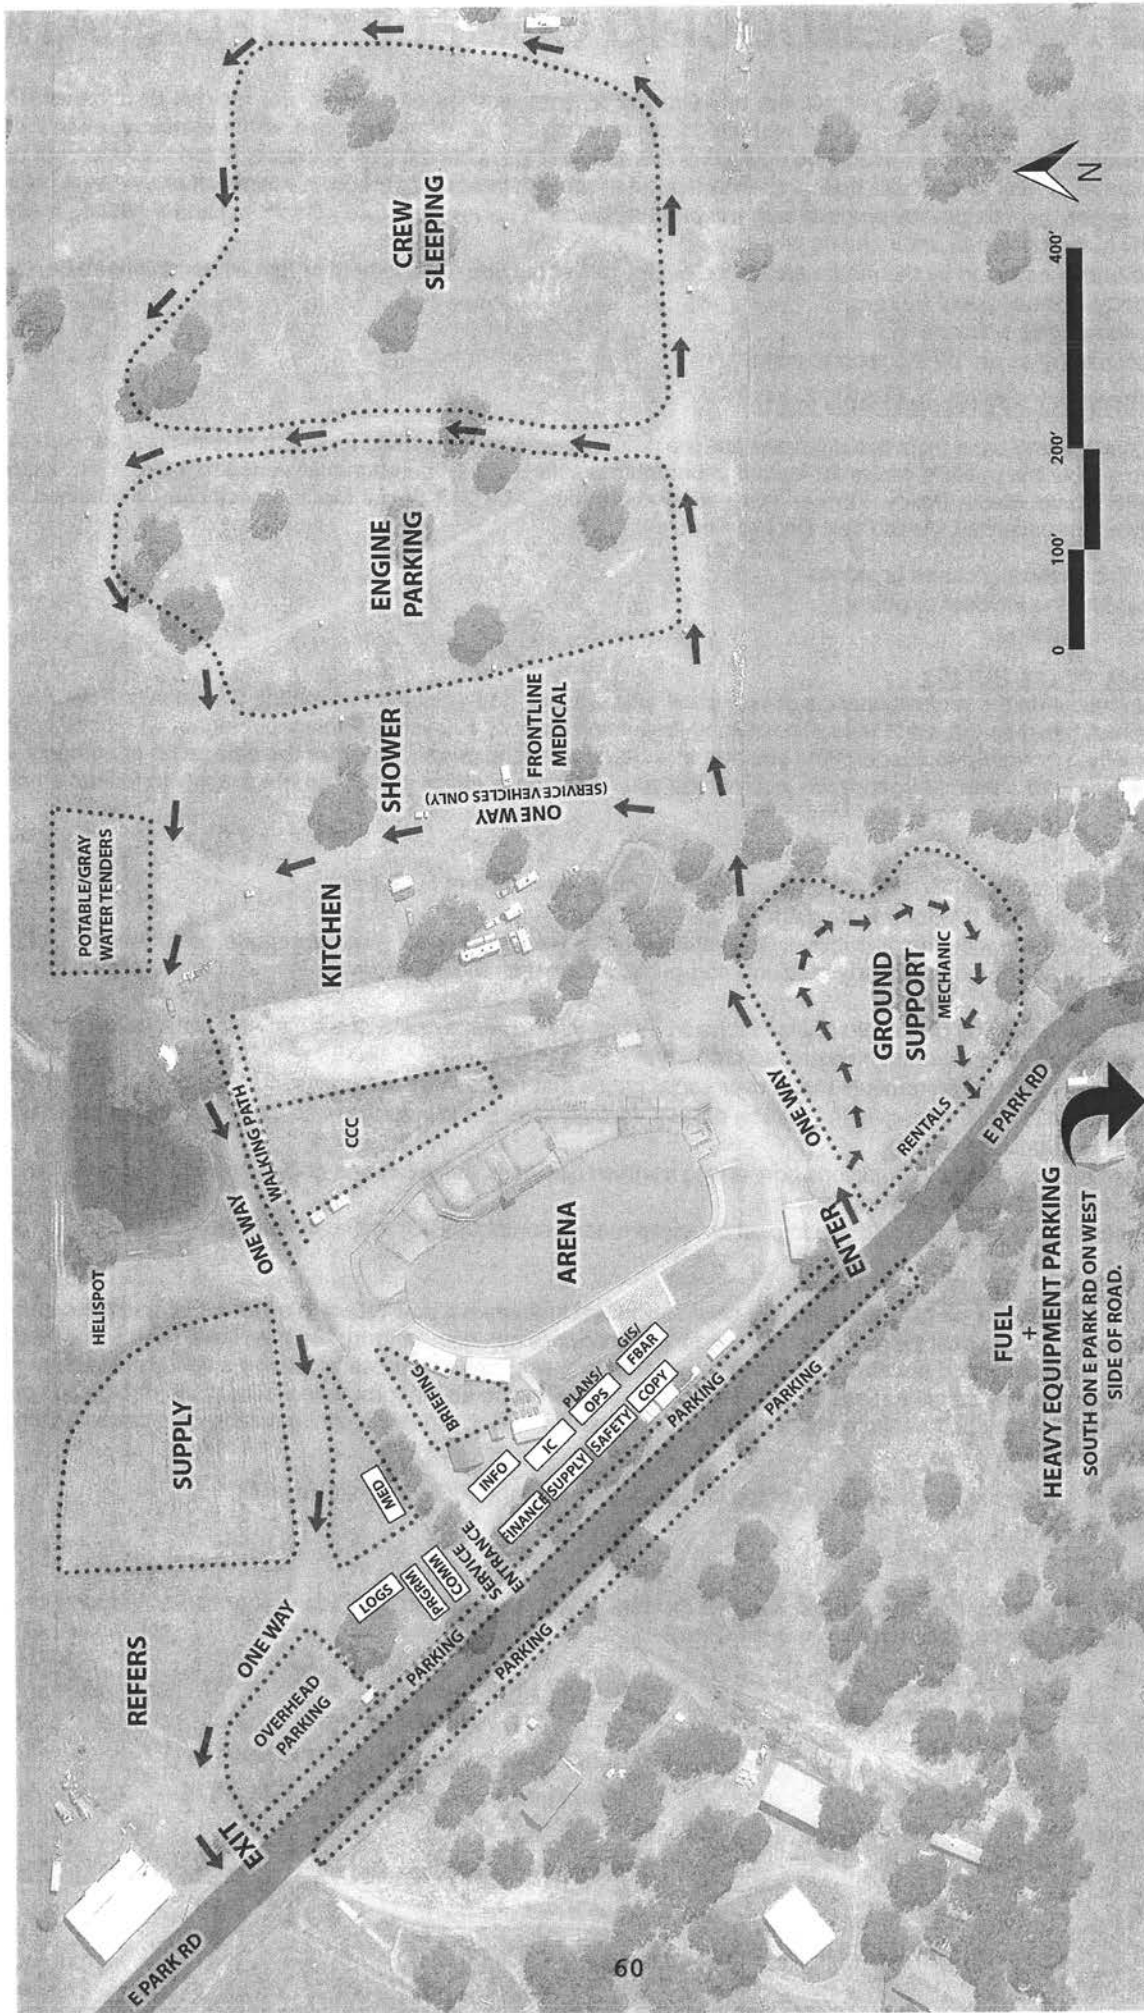 POTABLE/GRAY
WATER TENDERS
HELISPOT
SUPPLY
REFERS
ONE WAY
WALKING PATH
CCC
KITCHEN
SHOWER
ENGINE
PARKING
CREW
SLEEPING
FRONTLINE
MEDICAL
ONE WAY
(SERVICE VEHICLES ONLY)
ARENA
BRIEFING
MED
LOGS
PRGRM
COMM
SERVICE
ENTRANCE
INFO
IC
PLANS/
OPS
GIS/
FBAR
FINANCE
SUPPLY
SAFETY
COPY
ONE WAY
OVERHEAD
PARKING
EXIT
PARKING
PARKING
PARKING
PARKING
E PARK RD
ENTER
ONE WAY
GROUND
SUPPORT
MECHANIC
RENTALS
E PARK RD
FUEL
+
HEAVY EQUIPMENT PARKING
SOUTH ON E PARK RD ON WEST
SIDE OF ROAD.
0
100'
200'
400'
N
60